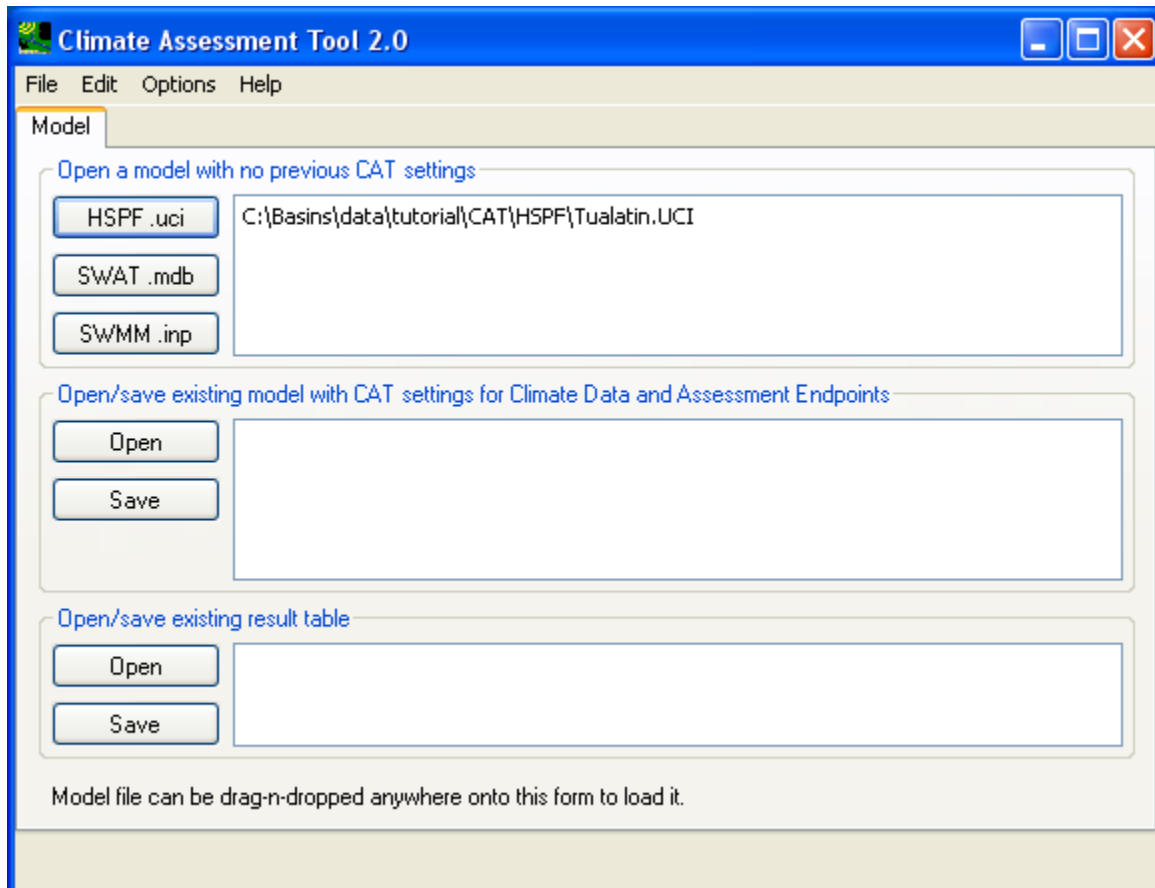 Climate Assessment Tool 2.0
File Edit Options Help
Model
Open a model with no previous CAT settings
HSPF .uci
C:\Basins\data\tutorial\CAT\HSPF\Tualatin.UCI
SWAT .mdb
SWMM .inp
Open/save existing model with CAT settings for Climate Data and Assessment Endpoints
Open
Save
Open/save existing result table
Open
Save
Model file can be drag-n-dropped anywhere onto this form to load it.